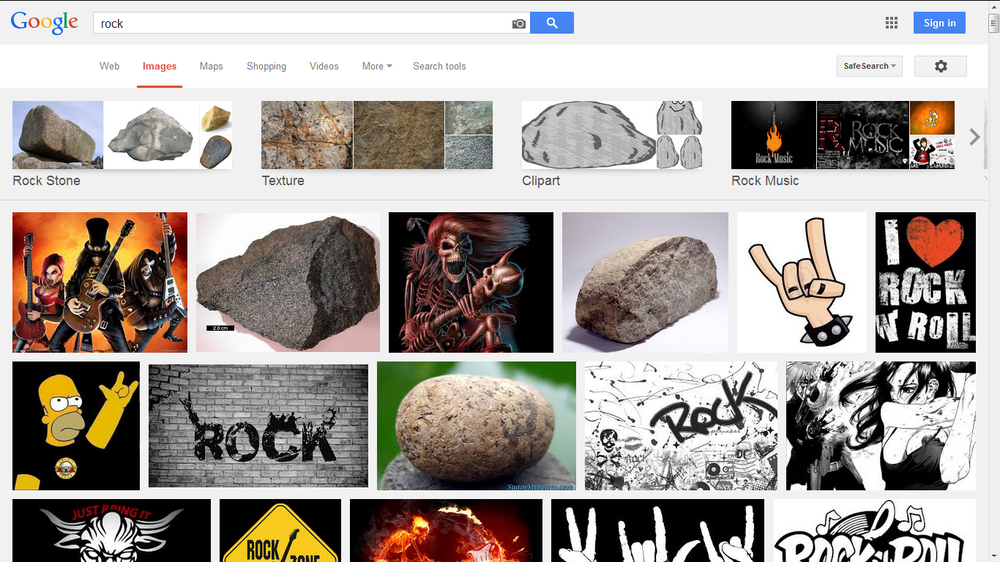 Google
rock
Sign in
Web Images Maps Shopping Videos More Search tools
SafeSearch
Rock Music
ROCK MUSIC
Rock Stone Texture Clipart Rock Music
2.0 cm
I
ROCK
N' ROLL
ROCK
SugarMtnFarm.com
ROCK
princess
ROCK
JUST BRING IT
ROCK
ZONE
ROCK N ROLL